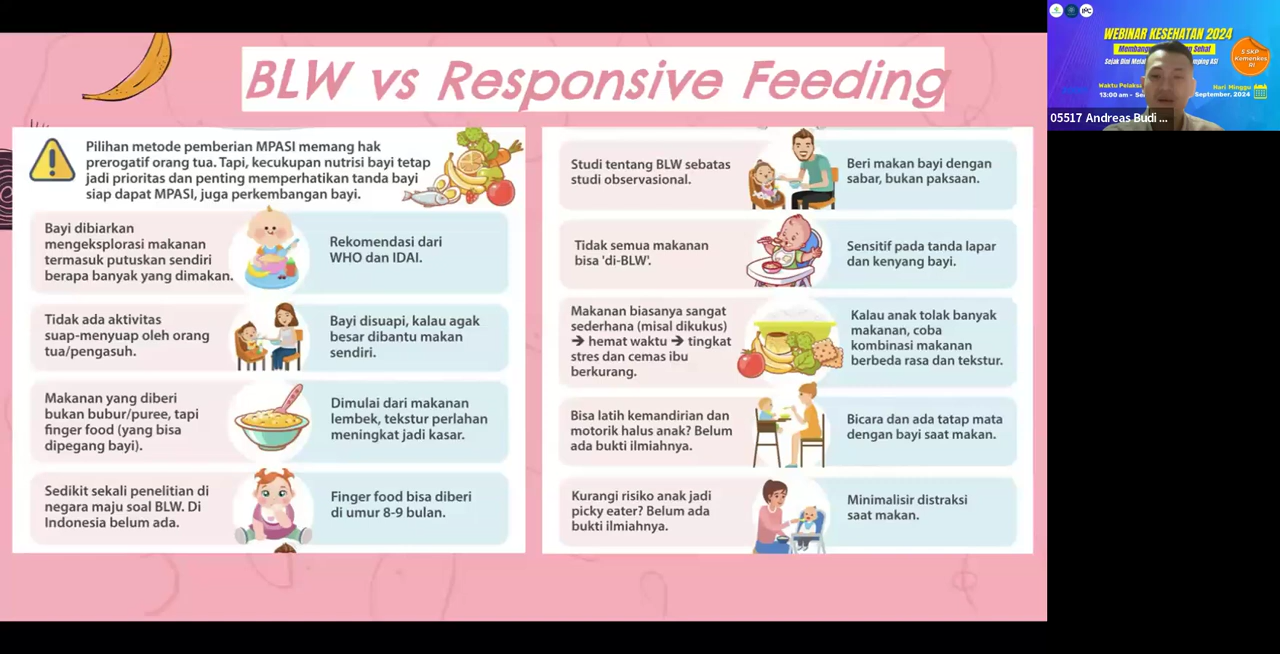 BLW vs Responsive Feeding
Pilihan metode pemberian MPASI memang hak
prerogatif orang tua. Tapi, kecukupan nutrisi bayi tetap
jadi prioritas dan penting memperhatikan tanda bayi
siap dapat MPASI, juga perkembangan bayi.
Bayi dibiarkan
mengeksplorasi makanan
termasuk putuskan sendiri
berapa banyak yang dimakan.
Rekomendasi dari
WHO dan IDAI.
Tidak ada aktivitas
suap-menyuap oleh orang
tua/pengasuh.
Bayi disuapi, kalau agak
besar dibantu makan
sendiri.
Makanan yang diberi
bukan bubur/puree, tapi
finger food (yang bisa
dipegang bayi).
Dimulai dari makanan
lembek, tekstur perlahan
meningkat jadi kasar.
Sedikit sekali penelitian di
negara maju soal BLW. Di
Indonesia belum ada.
Finger food bisa diberi
di umur 8-9 bulan.
Studi tentang BLW sebatas
studi observasional.
Beri makan bayi dengan
sabar, bukan paksaan.
Tidak semua makanan
bisa 'di-BLW'.
Sensitif pada tanda lapar
dan kenyang bayi.
Makanan biasanya sangat
sederhana (misal dikukus)
➔ hemat waktu ➔ tingkat
stres dan cemas ibu
berkurang.
Kalau anak tolak banyak
makanan, coba
kombinasi makanan
berbeda rasa dan tekstur.
Bisa latih kemandirian dan
motorik halus anak? Belum
ada bukti ilmiahnya.
Bicara dan ada tatap mata
dengan bayi saat makan.
Kurangi risiko anak jadi
picky eater? Belum ada
bukti ilmiahnya.
Minimalisir distraksi
saat makan.
WEBINAR KESEHATAN 2024
Sehat
Sejak Dini
ASI
5 SKP
Kemenkes
RI
Waktu
13:00 am -
Hari Minggu
September, 2024
05517 Andreas Budi ...